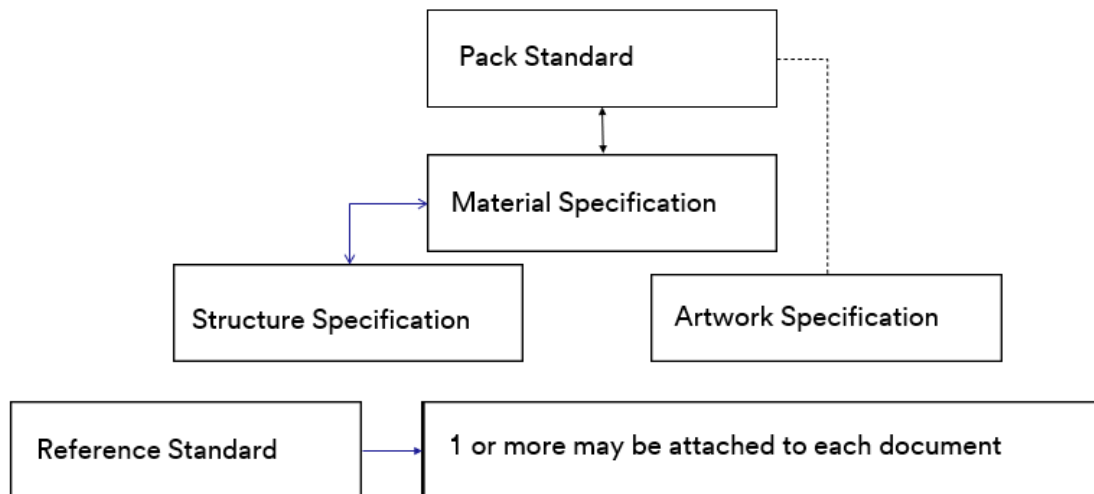 Pack Standard
Material Specification
Structure Specification
Artwork Specification
Reference Standard
1 or more may be attached to each document